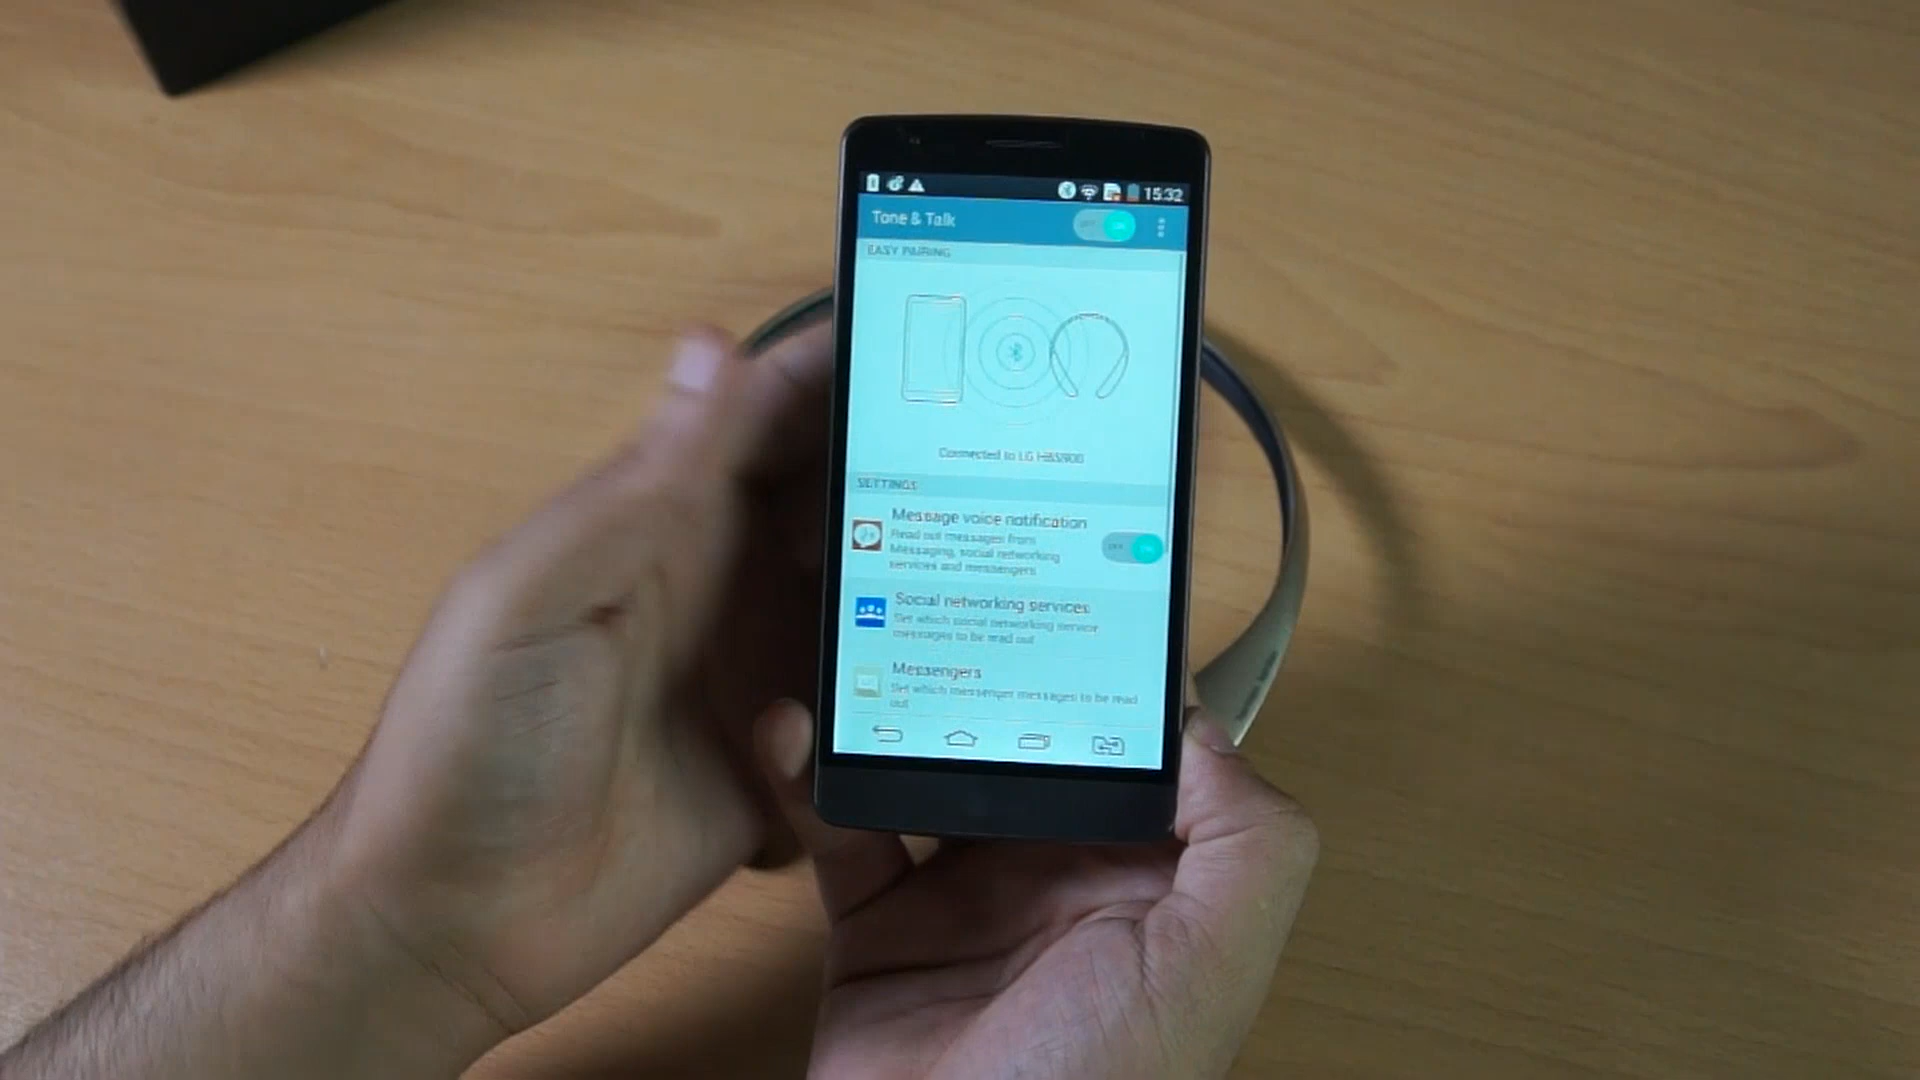 15:32
Tone & Talk
ON
EASY PAIRING
Connected to LG HBS900
SETTINGS
Message voice notification
Read out messages from
Messaging, social networking
services and messengers
OFF
Social networking services
Set which social networking service
messages to be read out
Messengers
Set which messenger messages to be read
out